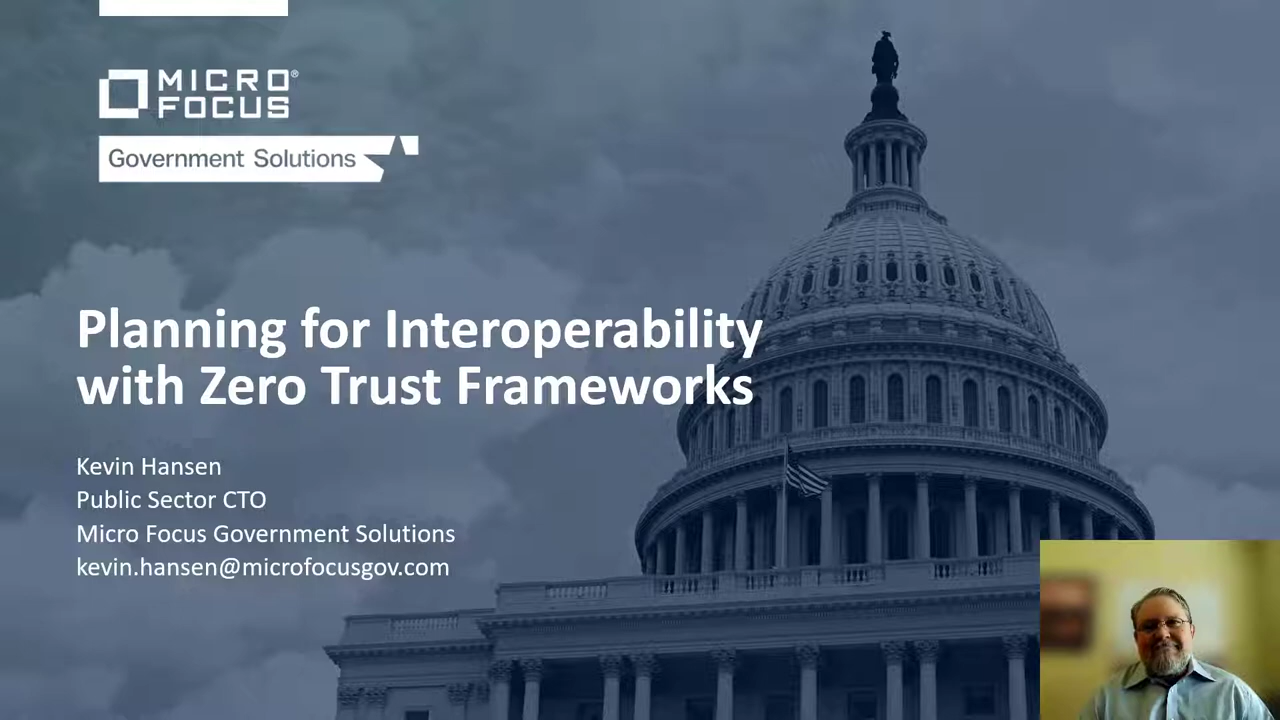 MICRO®
FOCUS
Government Solutions
Planning for Interoperability
with Zero Trust Frameworks
Kevin Hansen
Public Sector CTO
Micro Focus Government Solutions
kevin.hansen@microfocusgov.com